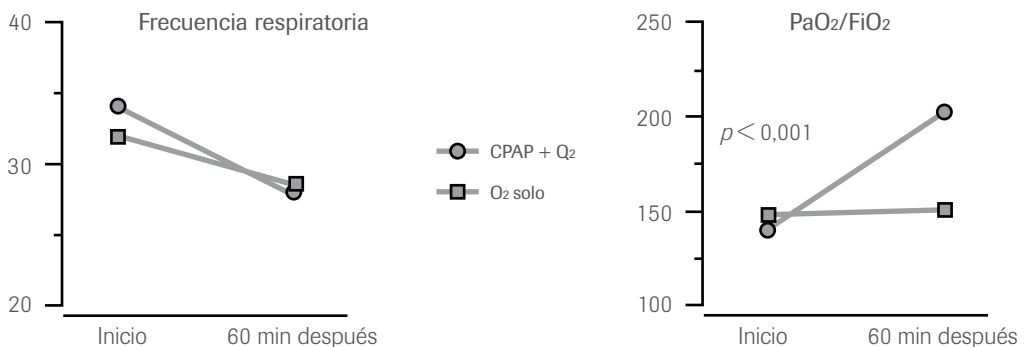 Frecuencia respiratoria
40
30
20
Inicio
60 min después
CPAP + Q2
O2 solo
PaO2/FiO2
250
200
150
100
p < 0,001
Inicio
60 min después